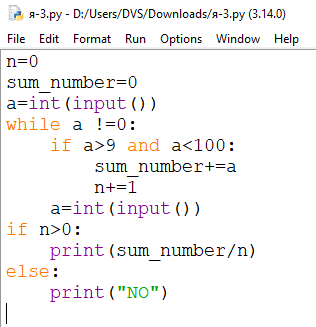 я-3.py - D:/Users/DVS/Downloads/я-3.py (3.14.0)
File Edit Format Run Options Window Help
n=0
sum_number=0
a=int(input())
while a !=0:
    if a>9 and a<100:
        sum_number+=a
        n+=1
    a=int(input())
if n>0:
    print(sum_number/n)
else:
    print("NO")